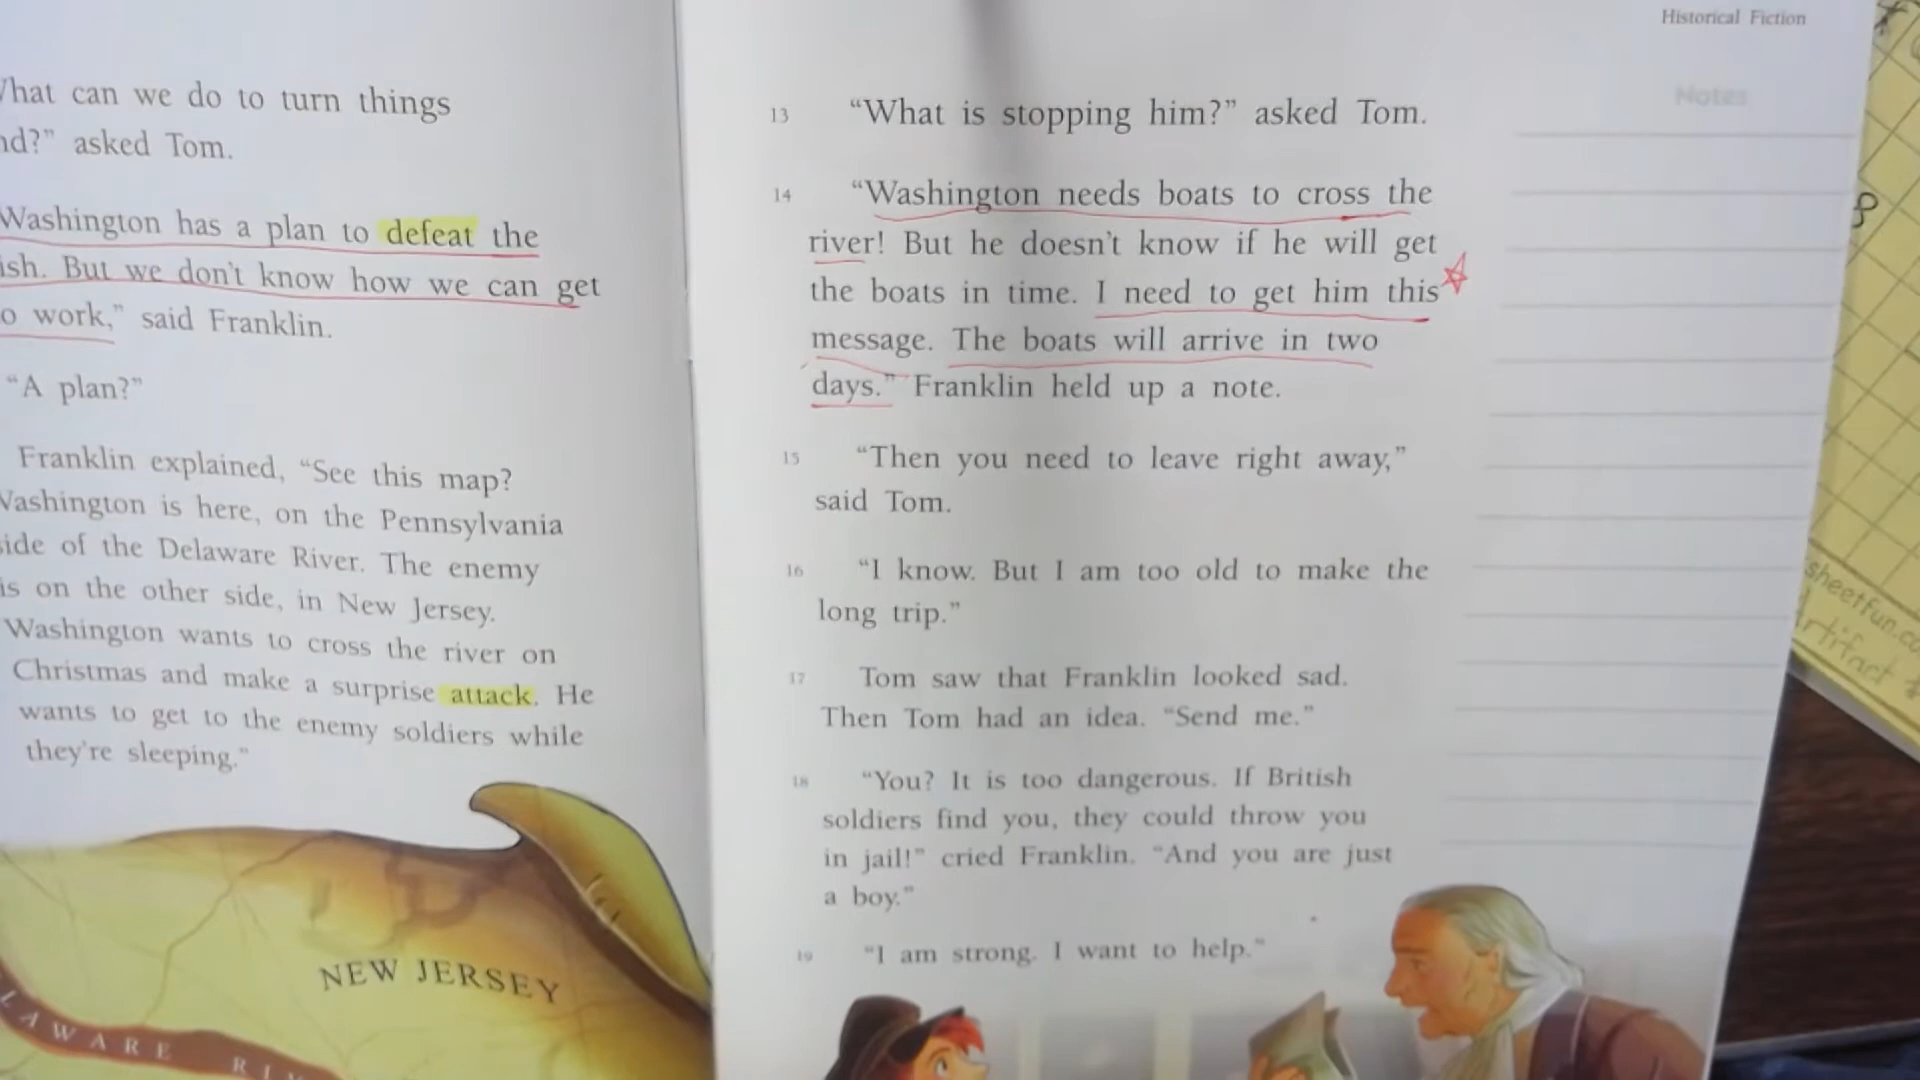 What can we do to turn things
asked Tom.
Washington has a plan to defeat the
But we don't know how we can get
work," said Franklin.
"A plan?"
Franklin explained, "See this map?
Washington is here, on the Pennsylvania
side of the Delaware River. The enemy
is on the other side, in New Jersey.
Washington wants to cross the river on
Christmas and make a surprise attack. He
wants to get to the enemy soldiers while
they're sleeping."
NEW JERSEY
LAWARE RIV
Historical Fiction
Notes
13 "What is stopping him?" asked Tom.
14 "Washington needs boats to cross the
river! But he doesn't know if he will get
the boats in time. I need to get him this
message. The boats will arrive in two
days." Franklin held up a note.
15 "Then you need to leave right away,"
said Tom.
16 "I know. But I am too old to make the
long trip."
17 Tom saw that Franklin looked sad.
Then Tom had an idea. "Send me."
18 "You? It is too dangerous. If British
soldiers find you, they could throw you
in jail!" cried Franklin. "And you are just
a boy."
19 "I am strong. I want to help."
sheetfun.co
Artifact #